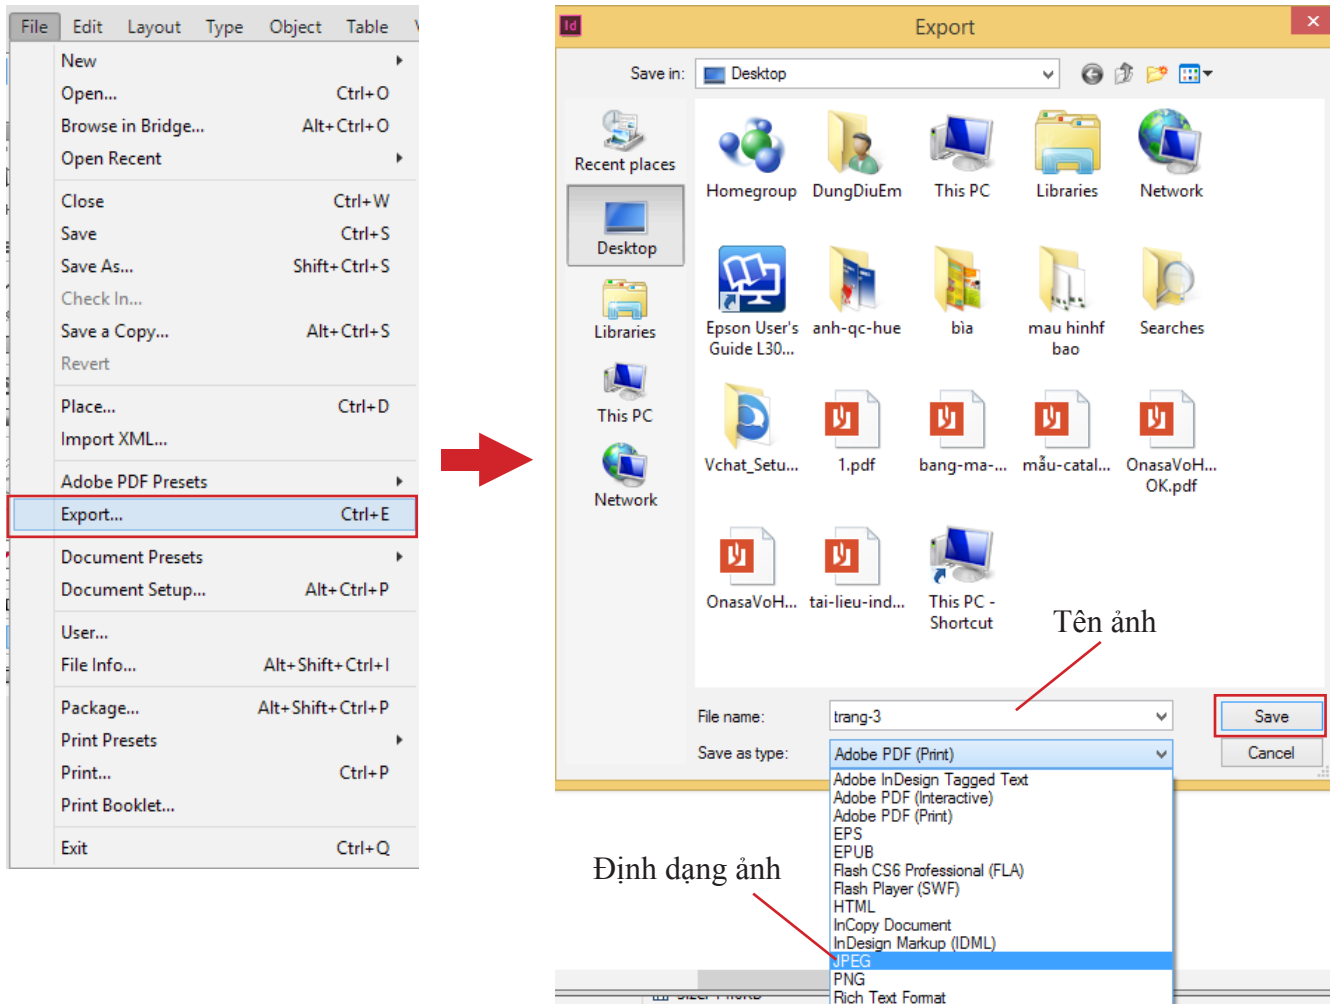 File Edit Layout Type Object Table
New
Open... Ctrl+O
Browse in Bridge... Alt+Ctrl+O
Open Recent
Close Ctrl+W
Save Ctrl+S
Save As... Shift+Ctrl+S
Check In...
Save a Copy... Alt+Ctrl+S
Revert
Place... Ctrl+D
Import XML...
Adobe PDF Presets
Export... Ctrl+E
Document Presets
Document Setup... Alt+Ctrl+P
User...
File Info... Alt+Shift+Ctrl+I
Package... Alt+Shift+Ctrl+P
Print Presets
Print... Ctrl+P
Print Booklet...
Exit Ctrl+Q
Id Export
Save in: Desktop
Recent places
Desktop
Libraries
This PC
Network
Homegroup DungDiuEm This PC Libraries Network
Epson User's Guide L30... anh-qc-hue bìa mau hinhf bao Searches
Vchat_Setu... 1.pdf bang-ma-... mẫu-catal... OnasaVoH... OK.pdf
OnasaVoH... tai-lieu-ind... This PC - Shortcut
Tên ảnh
File name: trang-3 Save
Save as type: Adobe PDF (Print) Cancel
Adobe InDesign Tagged Text
Adobe PDF (Interactive)
Adobe PDF (Print)
EPS
EPUB
Flash CS6 Professional (FLA)
Flash Player (SWF)
HTML
InCopy Document
InDesign Markup (IDML)
JPEG
PNG
Rich Text Format
Định dạng ảnh